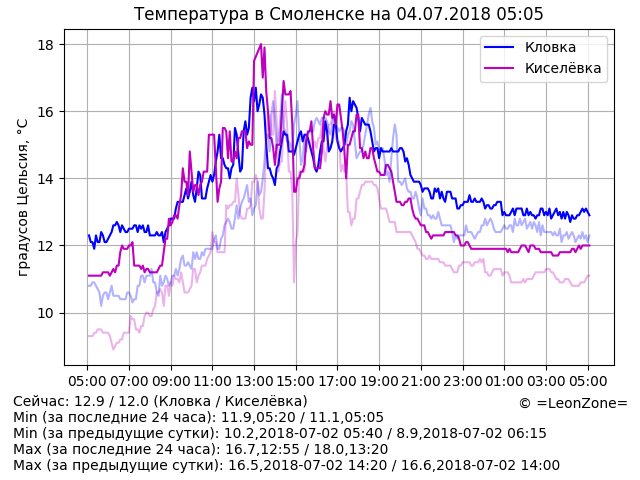 Температура в Смоленске на 04.07.2018 05:05
Кловка
Киселёвка
градусов Цельсия, °C
18
16
14
12
10
05:00 07:00 09:00 11:00 13:00 15:00 17:00 19:00 21:00 23:00 01:00 03:00 05:00
Сейчас: 12.9 / 12.0 (Кловка / Киселёвка)
© =LeonZone=
Min (за последние 24 часа): 11.9,05:20 / 11.1,05:05
Min (за предыдущие сутки): 10.2,2018-07-02 05:40 / 8.9,2018-07-02 06:15
Max (за последние 24 часа): 16.7,12:55 / 18.0,13:20
Max (за предыдущие сутки): 16.5,2018-07-02 14:20 / 16.6,2018-07-02 14:00